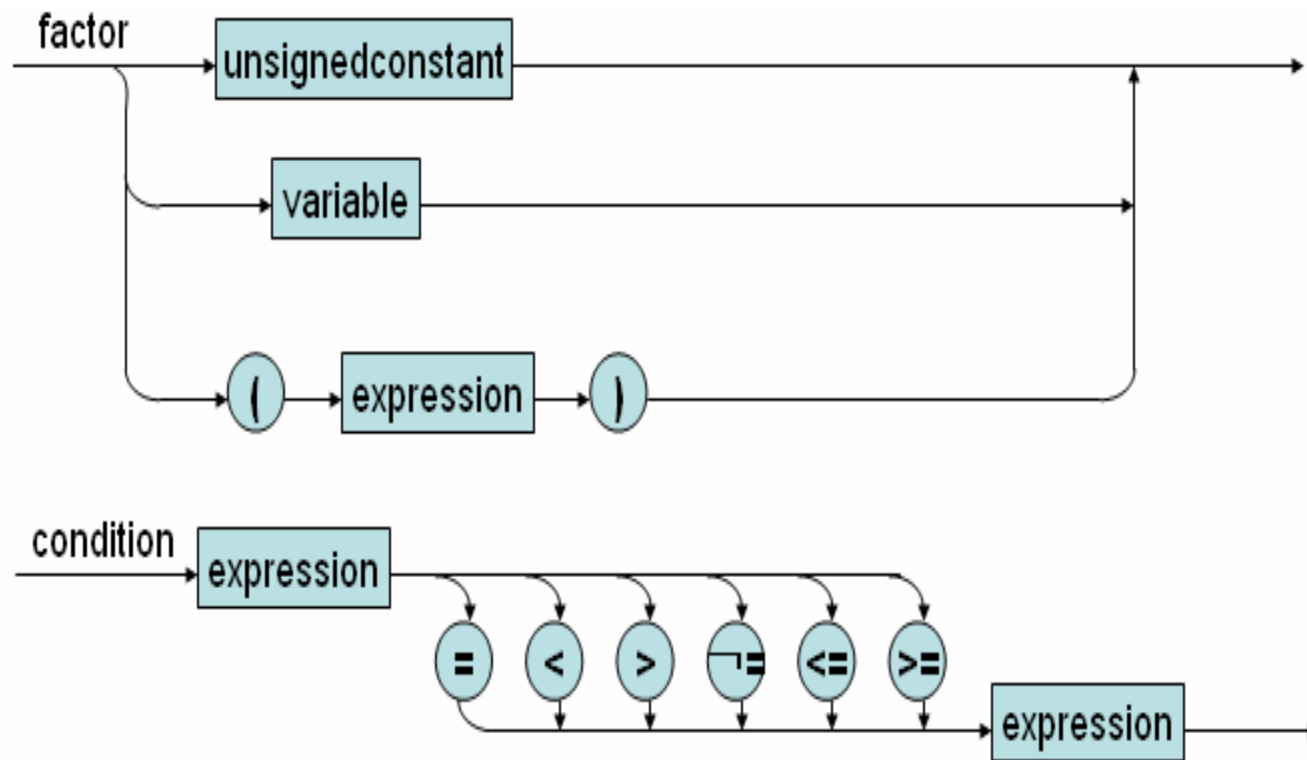 factor
unsignedconstant
variable
( expression )
condition
expression
= < > ¬= <= >=
expression